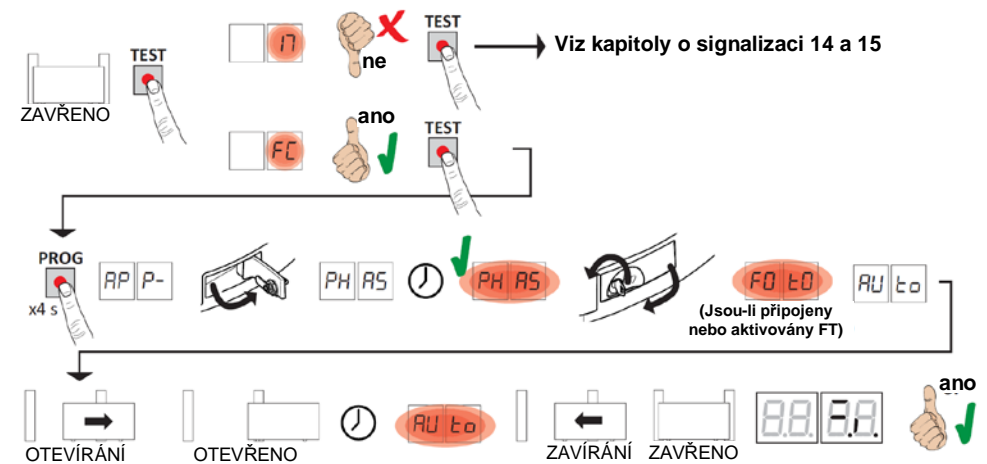 TEST
ZAVŘENO
17
ne
TEST
Viz kapitoly o signalizaci 14 a 15
FC
ano
TEST
PROG
x4 s
AP P-
PH AS
PH AS
FO tO
(Jsou-li připojeny
nebo aktivovány FT)
AU to
OTEVÍRÁNÍ
OTEVŘENO
AU to
ZAVÍRÁNÍ
ZAVŘENO
ano